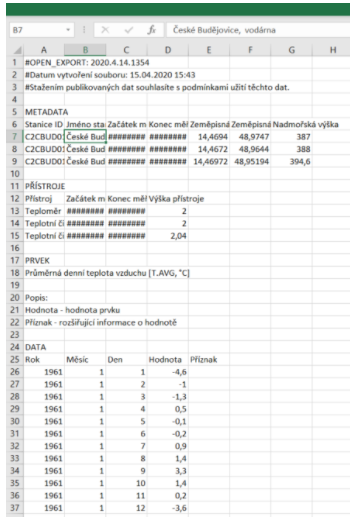 B7 fx České Budějovice, vodárna
A B C D E F G H
1 #OPEN_EXPORT: 2020.4.14.1354
2 #Datum vytvoření souboru: 15.04.2020 15:43
3 #Stažením publikovaných dat souhlasíte s podmínkami užití těchto dat.
4
5 METADATA
6 Stanice ID Jméno sta Začátek m Konec měř Zeměpisná Zeměpisná Nadmořská výška
7 C2CBUD01 České Bud ######## ######## 14,4694 48,9747 387
8 C2CBUD01 České Bud ######## ######## 14,4672 48,9644 388
9 C2CBUD01 České Bud ######## ######## 14,46972 48,95194 394,6
10
11 PŘÍSTROJE
12 Přístroj Začátek m Konec měř Výška přístroje
13 Teploměr ######## ######## 2
14 Teplotní či ######## ######## 2
15 Teplotní či ######## ######## 2,04
16
17 PRVEK
18 Průměrná denní teplota vzduchu [T.AVG, °C]
19
20 Popis:
21 Hodnota - hodnota prvku
22 Příznak - rozšiřující informace o hodnotě
23
24 DATA
25 Rok Měsíc Den Hodnota Příznak
26 1961 1 1 -4,6
27 1961 1 2 -1
28 1961 1 3 -1,3
29 1961 1 4 0,5
30 1961 1 5 -0,1
31 1961 1 6 -0,2
32 1961 1 7 0,9
33 1961 1 8 1,4
34 1961 1 9 3,3
35 1961 1 10 1,4
36 1961 1 11 0,2
37 1961 1 12 -3,6